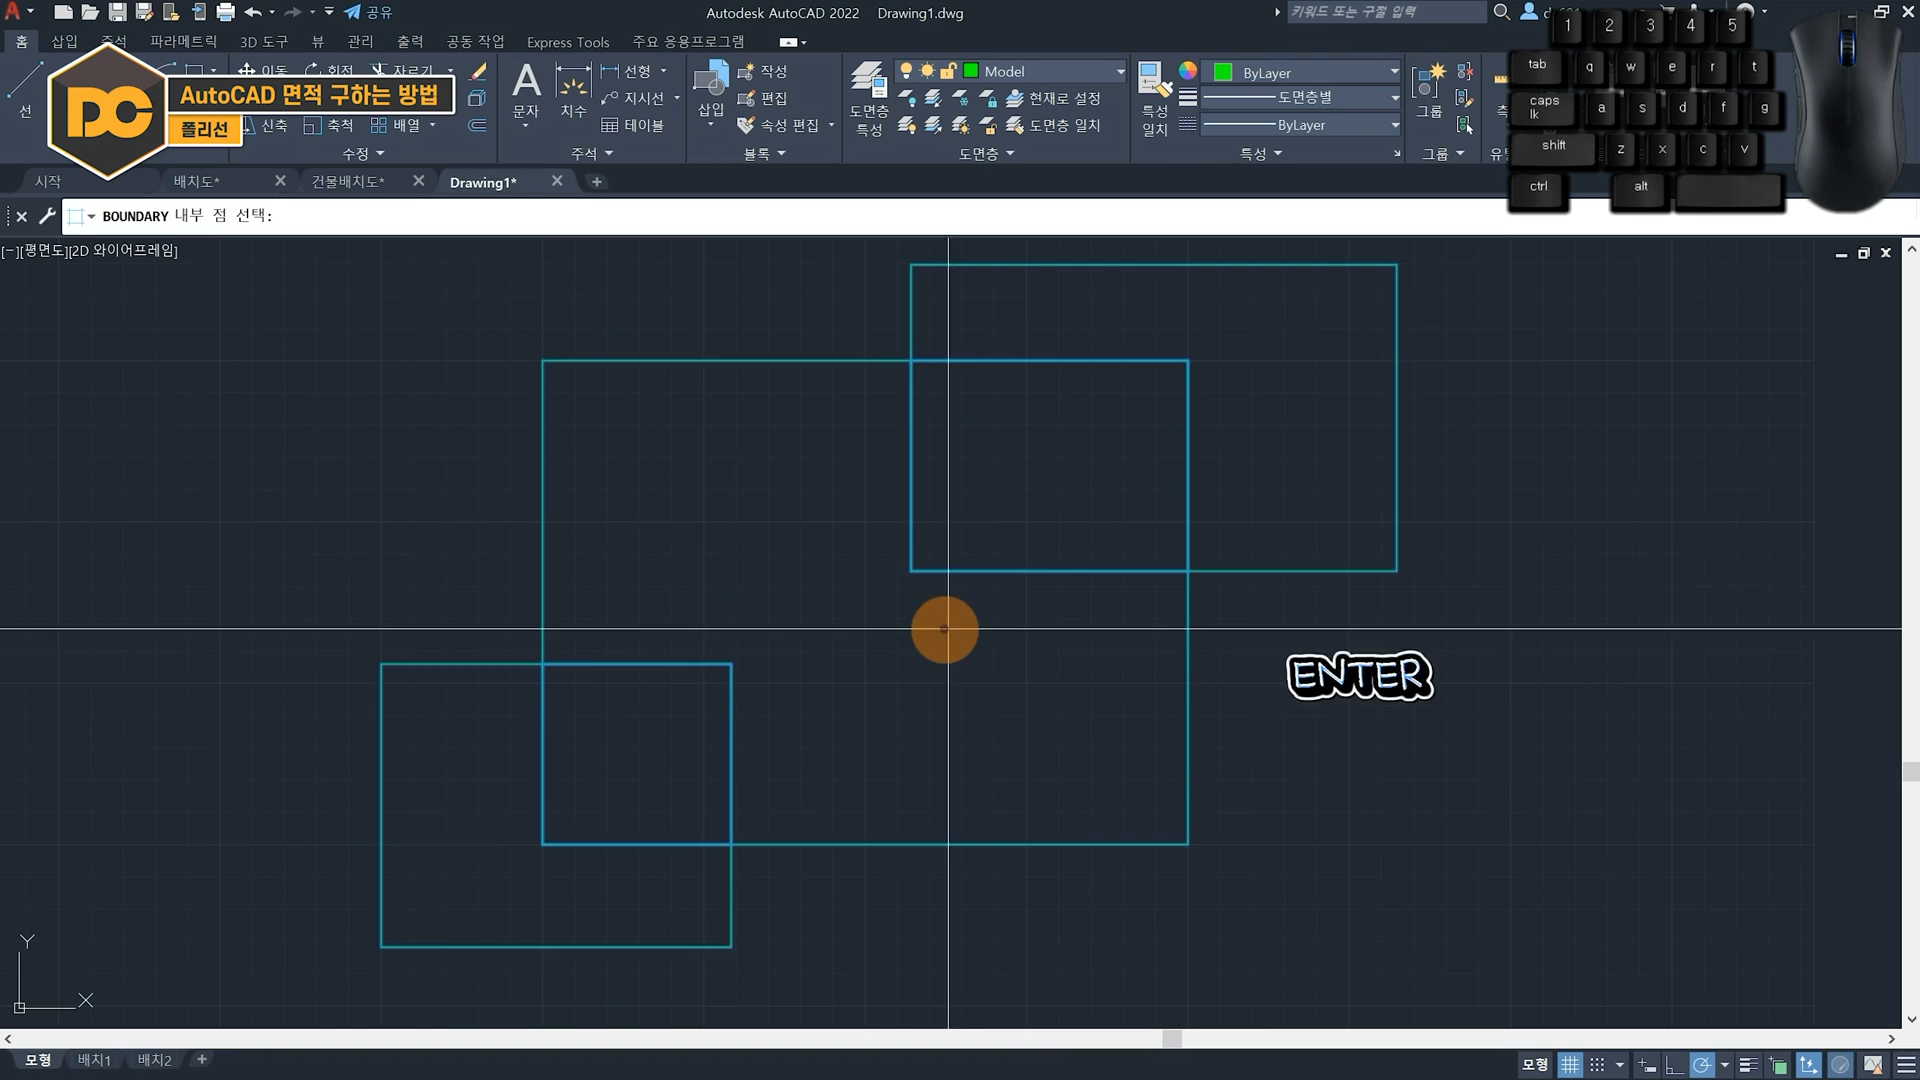 공유
Autodesk AutoCAD 2022 Drawing1.dwg
키워드 또는 구절 입력
홈 삽입 주석 파라메트릭 3D 도구 뷰 관리 출력 공동 작업 Express Tools 주요 응용프로그램
DC
AutoCAD 면적 구하는 방법
폴리선
선
이동 회전 자르기
신축 축척 배열
수정
문자 치수
선형
지시선
테이블
주석
삽입
작성
편집
속성 편집
블록
도면층
특성
Model
현재로 설정
도면층 일치
도면층
특성
일치
ByLayer
도면층별
ByLayer
특성
그룹
그룹
1 2 3 4 5
tab q w e r t
caps
lk a s d f g
shift z x c v
ctrl alt
시작 배치도* 건물배치도* Drawing1*
BOUNDARY 내부 점 선택:
[−][평면도][2D 와이어프레임]
ENTER
Y
X
모형 배치1 배치2
모형